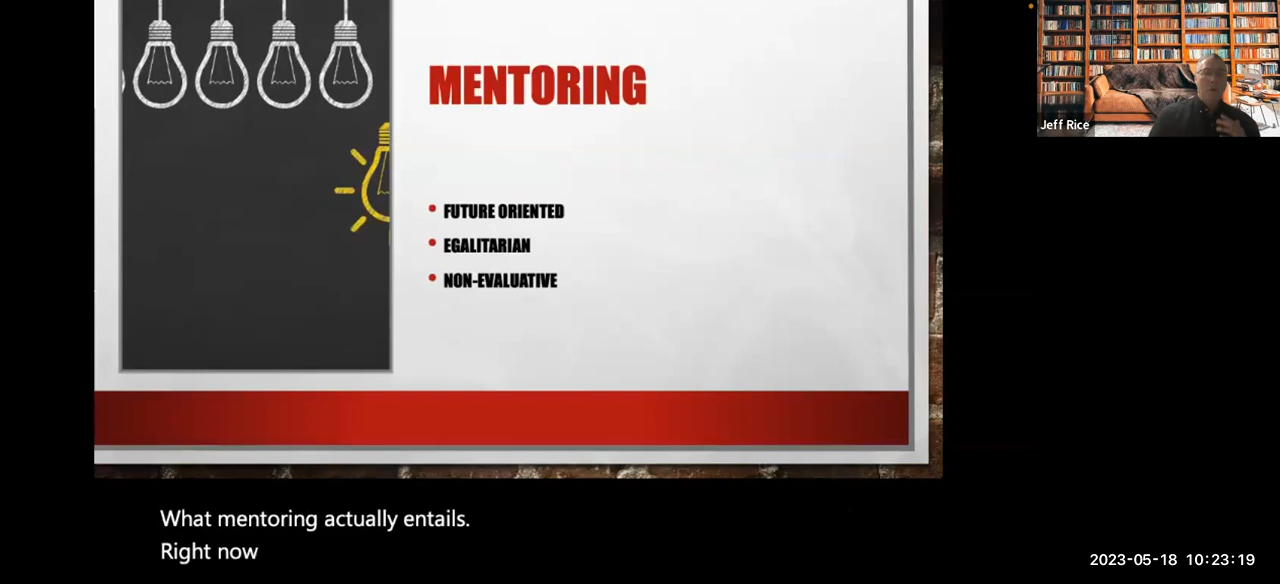 MENTORING
FUTURE ORIENTED
EGALITARIAN
NON-EVALUATIVE
Jeff Rice
What mentoring actually entails.
Right now
2023-05-18 10:23:19